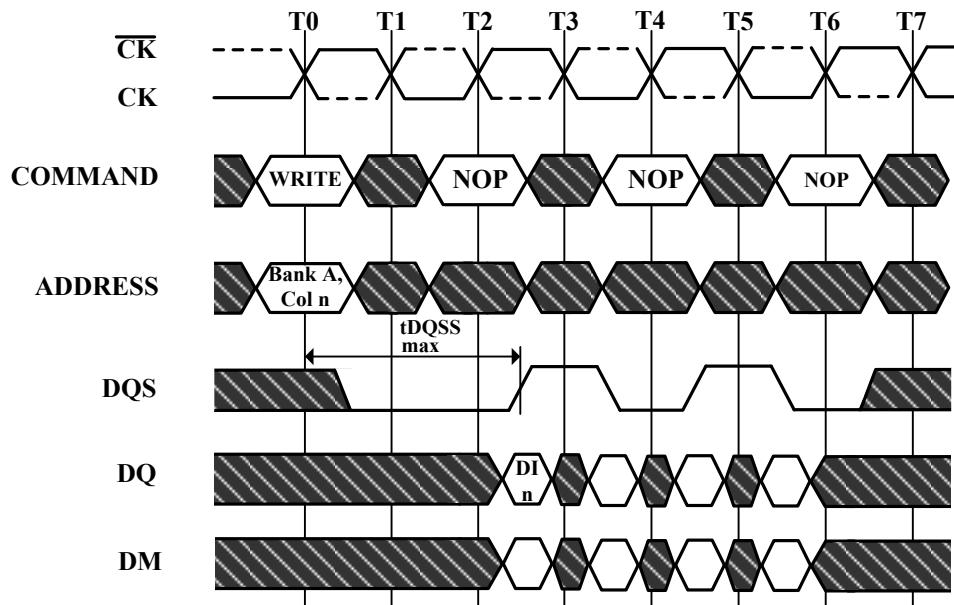 T0 T1 T2 T3 T4 T5 T6 T7
CK
CK
COMMAND
WRITE NOP NOP NOP
ADDRESS
Bank A,
Col n
tDQSS
max
DQS
DQ
DI
n
DM